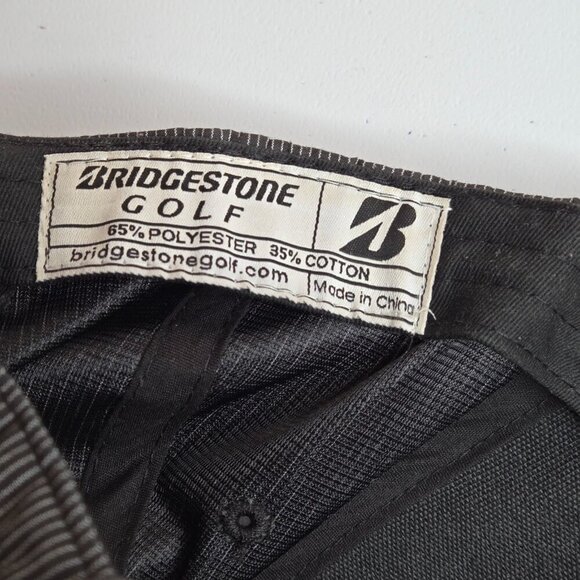 BRIDGESTONE
GOLF
65% POLYESTER 35% COTTON
bridgestonegolf.com
Made in China